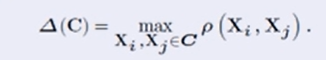 Δ(C) = max ρ (Xᵢ, Xⱼ) .
Xᵢ,Xⱼ∈C